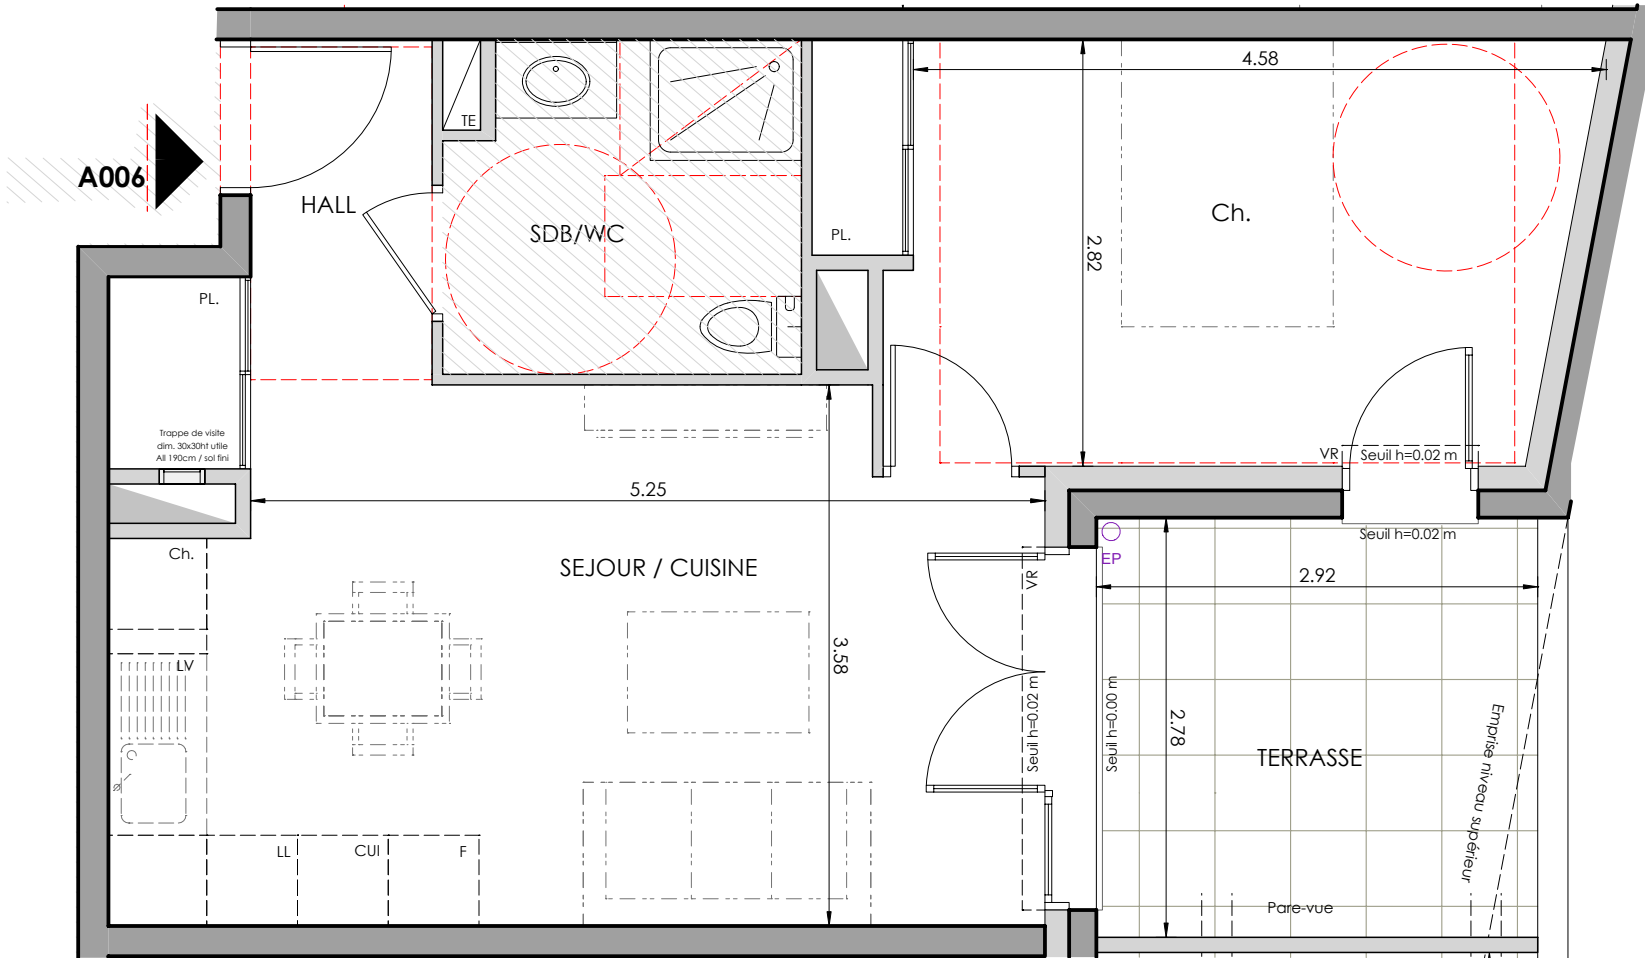 4.58
TE
A006
HALL
Ch.
SDB/WC
PL.
2.82
PL.
Trappe de visite
dim. 30x30ht utile
All 190cm / sol fini
VR
Seuil h=0.02 m
5.25
Seuil h=0.02 m
Ch.
EP
SEJOUR / CUISINE
VR
2.92
LV
3.58
Seuil h=0.02 m
Seuil h=0.00 m
2.78
TERRASSE
Emprise niveau supérieur
LL
CUI
F
Pare-vue